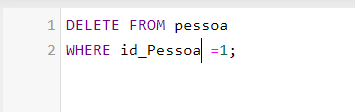 1 DELETE FROM pessoa
2 WHERE id_Pessoa =1;